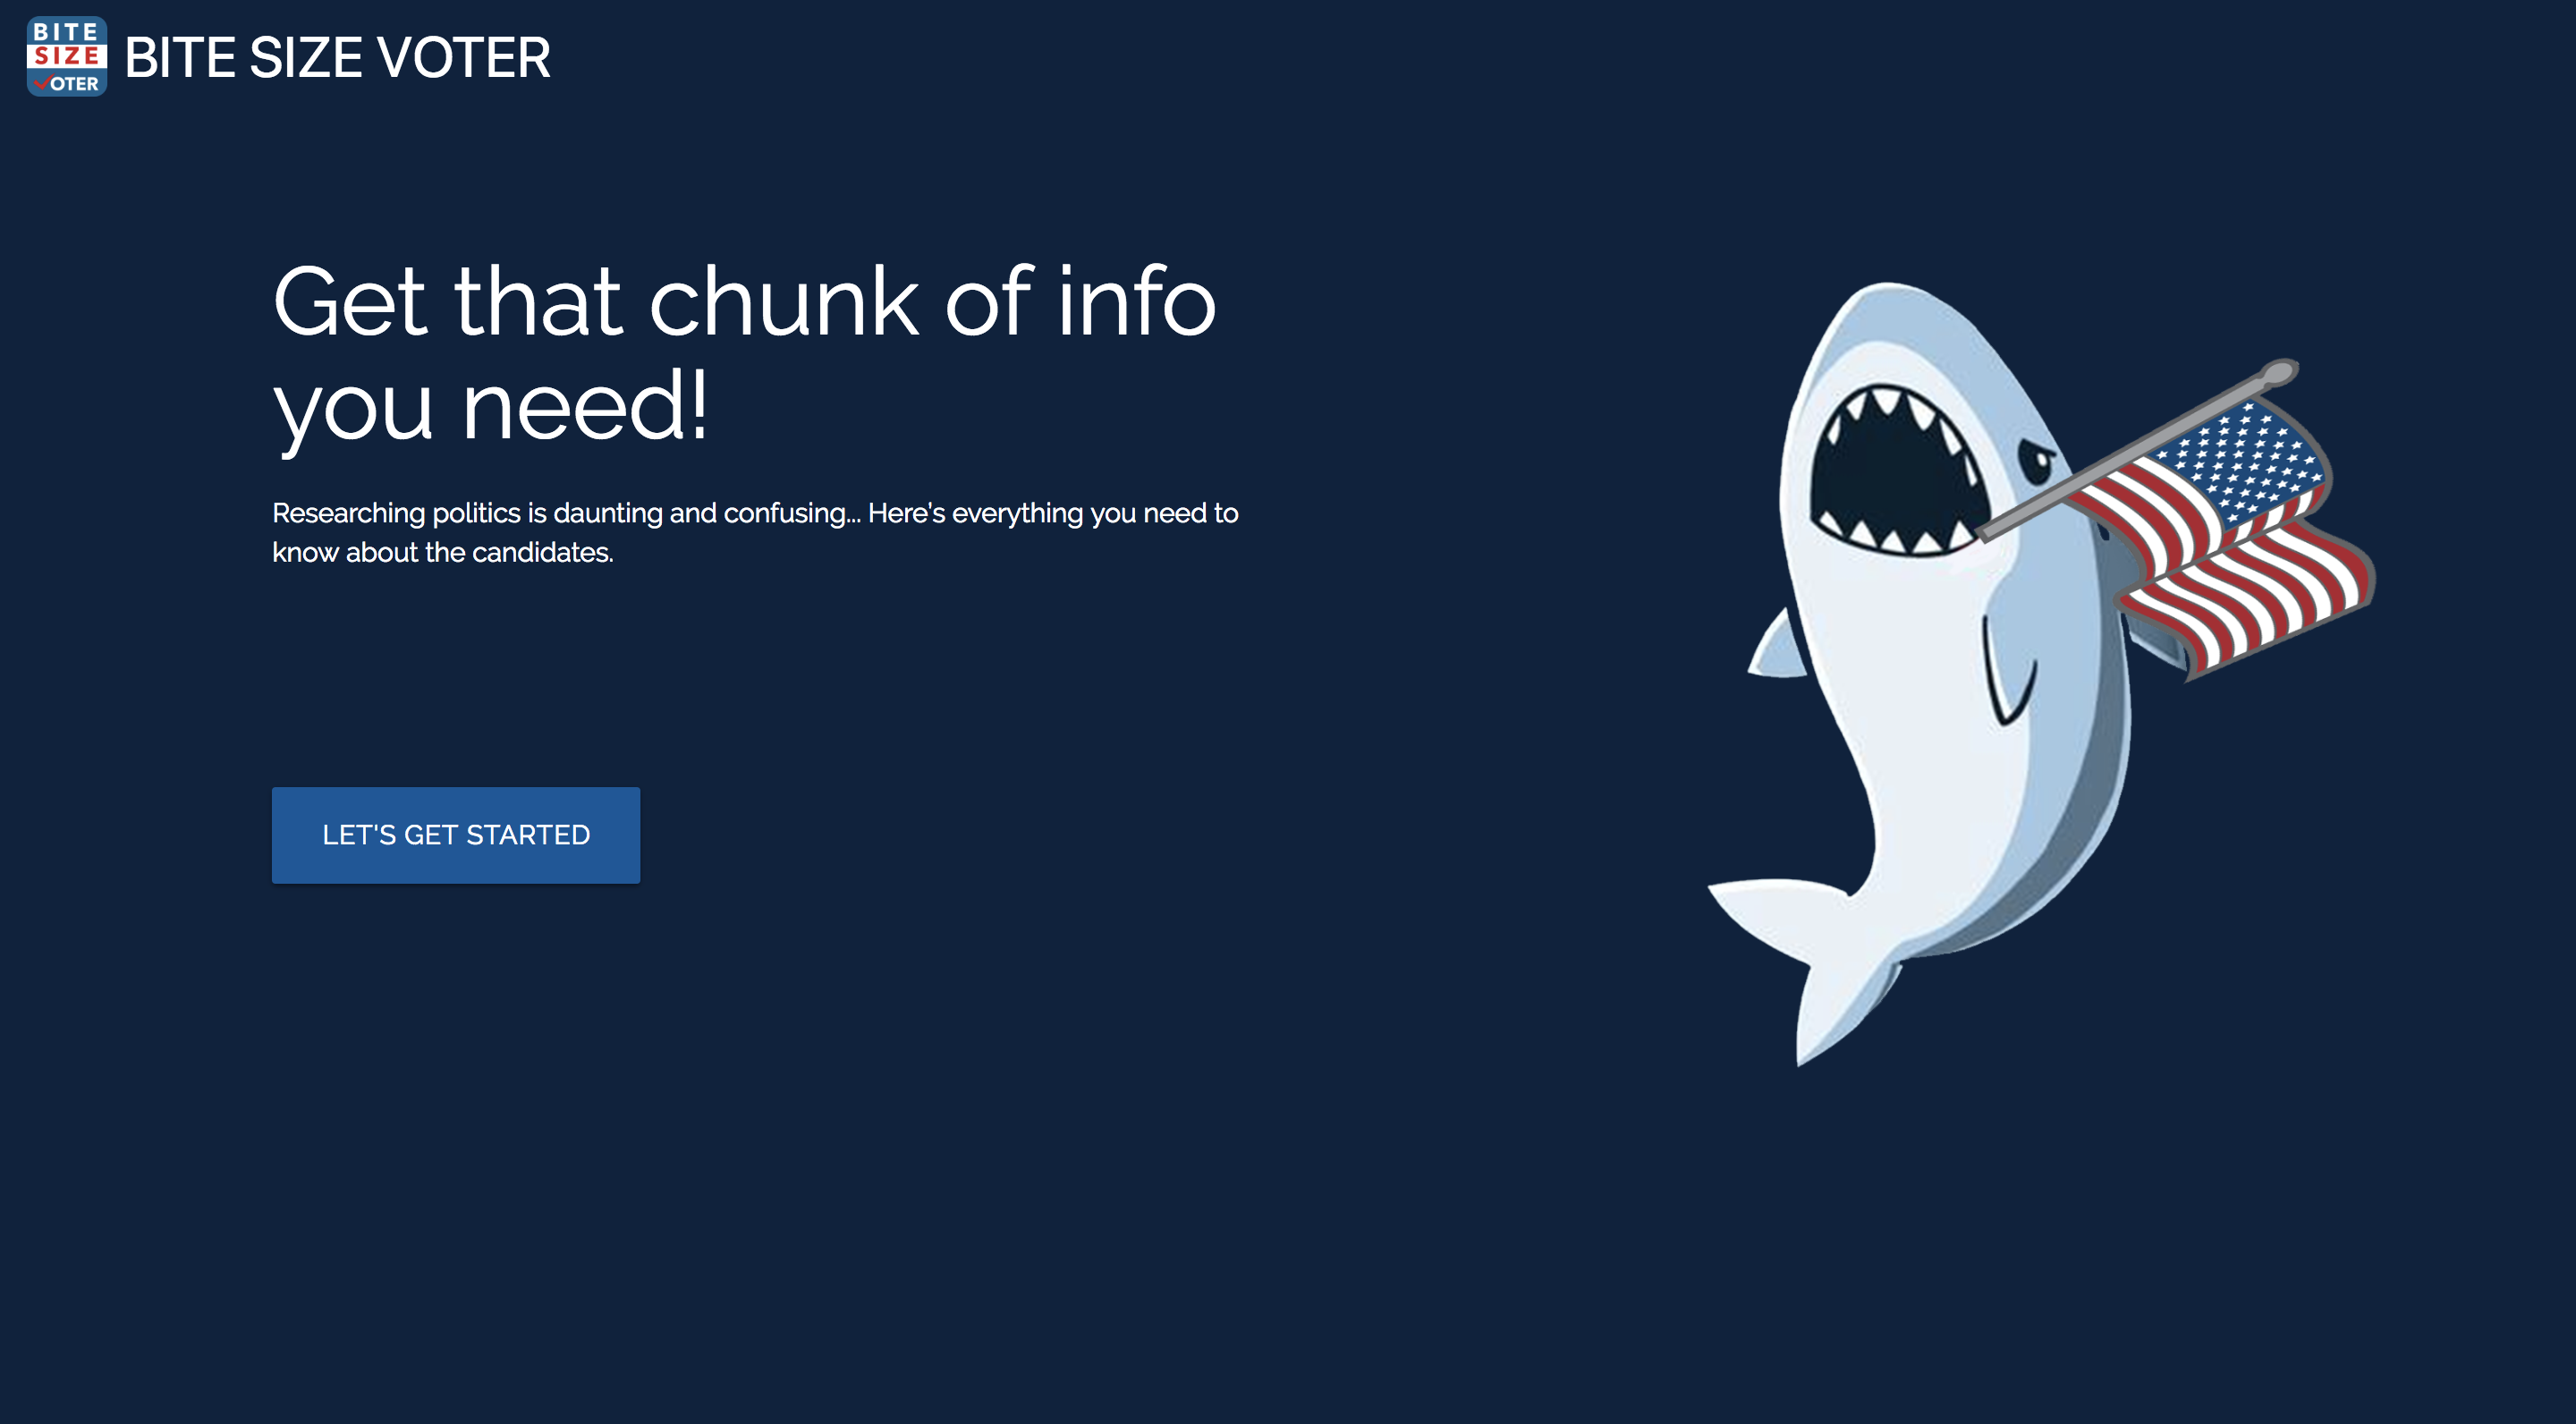 BITE
SIZE
VOTER
BITE SIZE VOTER
Get that chunk of info
you need!
Researching politics is daunting and confusing... Here's everything you need to
know about the candidates.
LET'S GET STARTED